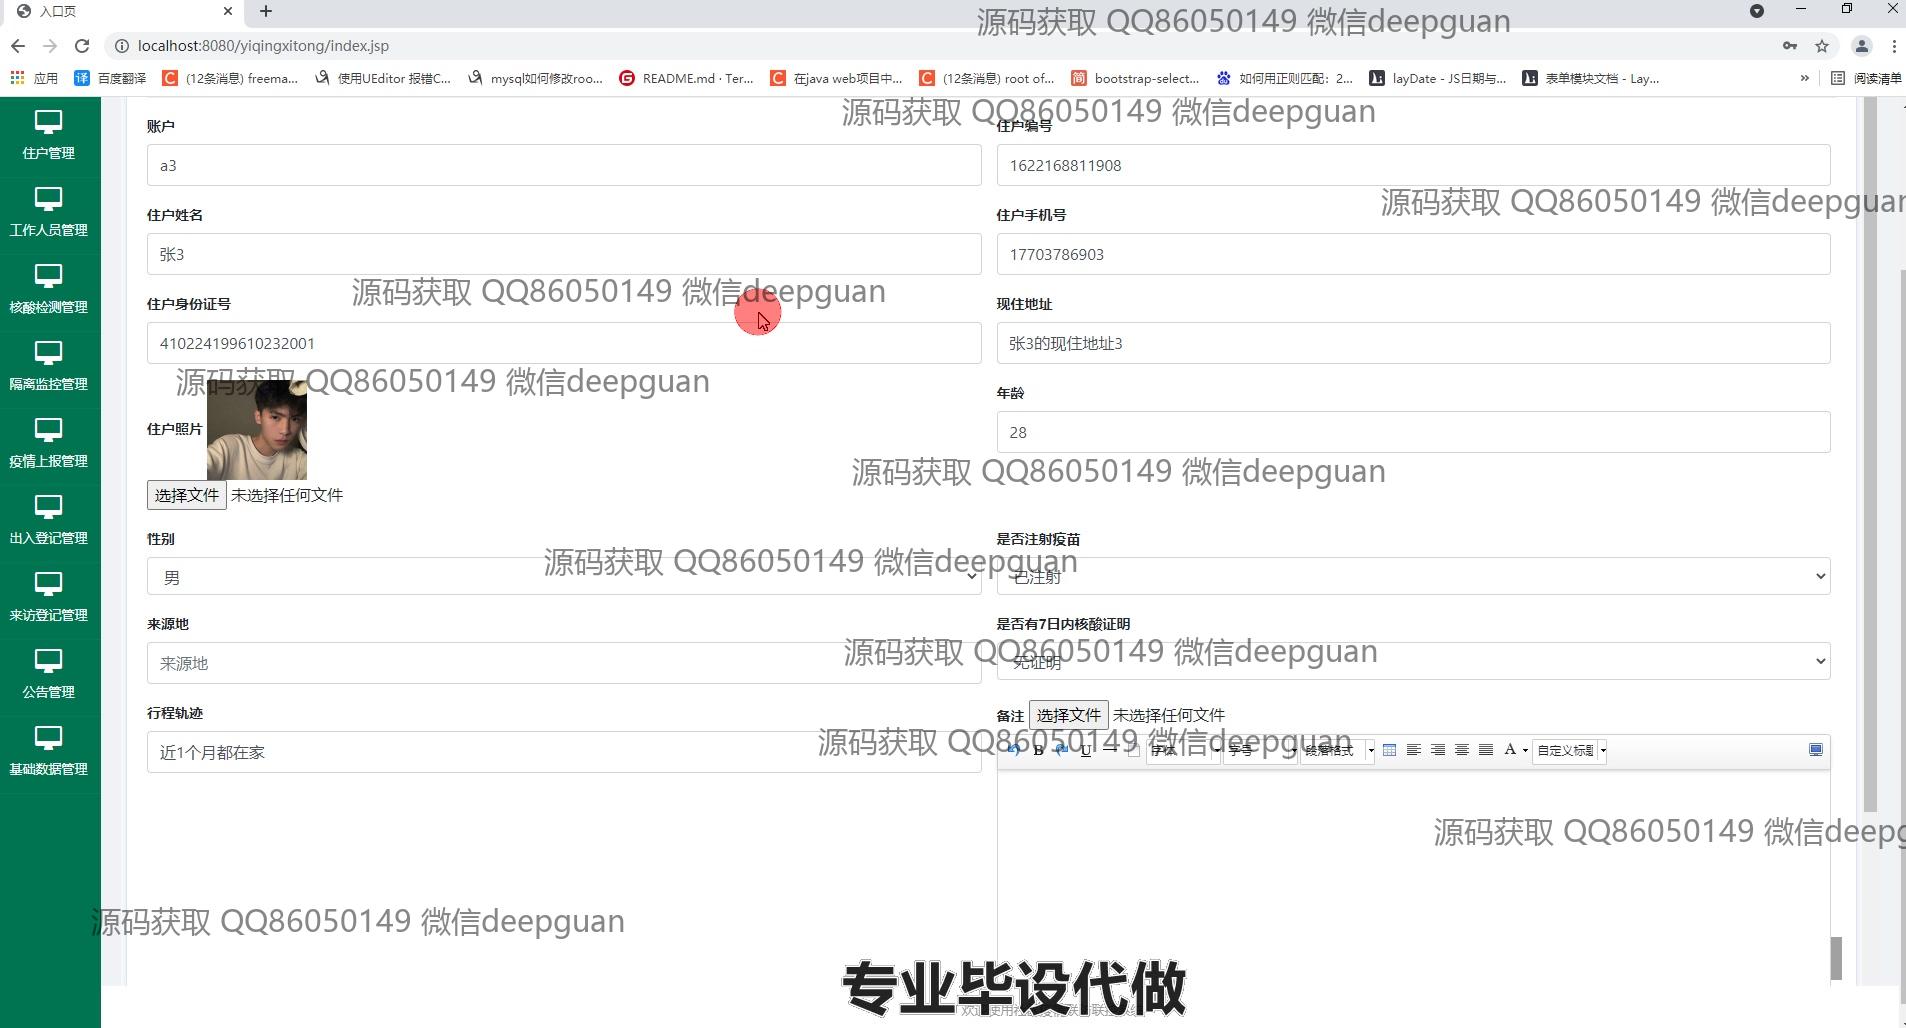 入口页
源码获取 QQ86050149 微信deepguan
localhost:8080/yiqingxitong/index.jsp
应用
百度翻译
(12条消息) freema...
使用UEditor 报错C...
mysql如何修改roo...
README.md · Ter...
在java web项目中...
(12条消息) root of...
bootstrap-select...
如何用正则匹配：2...
layDate - JS日期与...
表单模块文档 - Lay...
»
阅读清单
源码获取 QQ86050149 微信deepguan
住户管理
工作人员管理
核酸检测管理
隔离监控管理
疫情上报管理
出入登记管理
来访登记管理
公告管理
基础数据管理
账户
a3
住户编号
1622168811908
源码获取 QQ86050149 微信deepguan
住户姓名
张3
住户手机号
17703786903
源码获取 QQ86050149 微信deepguan
住户身份证号
410224199610232001
现住地址
张3的现住地址3
源码获取 QQ86050149 微信deepguan
住户照片
选择文件 未选择任何文件
年龄
28
源码获取 QQ86050149 微信deepguan
性别
男
是否注射疫苗
已注射
源码获取 QQ86050149 微信deepguan
来源地
来源地
是否有7日内核酸证明
无证明
源码获取 QQ86050149 微信deepguan
行程轨迹
近1个月都在家
备注 选择文件 未选择任何文件
源码获取 QQ86050149 微信deepguan
B U 字体 字号 段落格式 A 自定义标题
源码获取 QQ86050149 微信deepg
源码获取 QQ86050149 微信deepguan
专业毕设代做